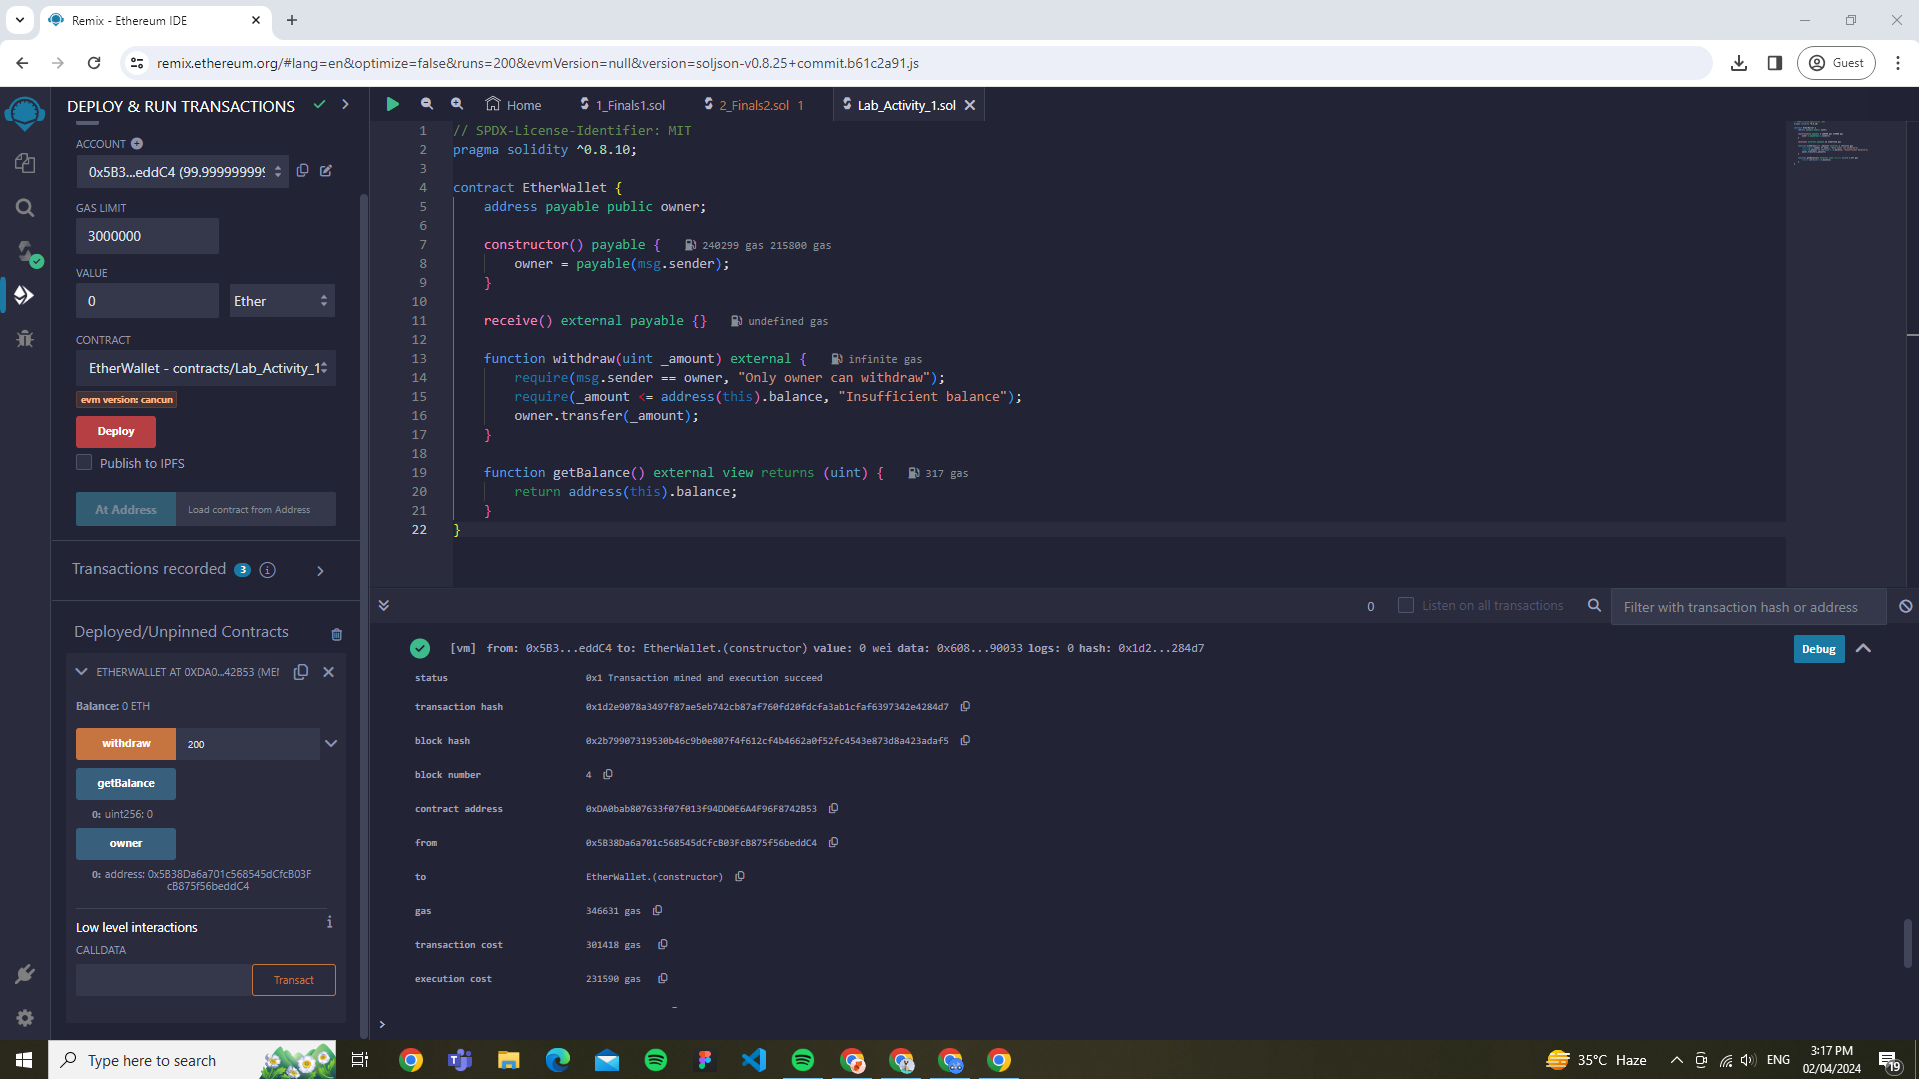 Remix - Ethereum IDE
remix.ethereum.org/#lang=en&optimize=false&runs=200&evmVersion=null&version=soljson-v0.8.25+commit.b61c2a91.js
Guest
DEPLOY & RUN TRANSACTIONS
ACCOUNT
0x5B3...eddC4 (99.9999999999
GAS LIMIT
3000000
VALUE
0
Ether
CONTRACT
EtherWallet - contracts/Lab_Activity_1
evm version: cancun
Deploy
Publish to IPFS
At Address
Load contract from Address
Transactions recorded 3
Deployed/Unpinned Contracts
ETHERWALLET AT 0XDA0...42B53 (MEM
Balance: 0 ETH
withdraw
200
getBalance
0: uint256: 0
owner
0: address: 0x5B38Da6a701c568545dCfcB03F
cB875f56beddC4
Low level interactions
CALLDATA
Transact
Home
1_Finals1.sol
2_Finals2.sol 1
Lab_Activity_1.sol
1 // SPDX-License-Identifier: MIT
2 pragma solidity ^0.8.10;
3
4 contract EtherWallet {
5 address payable public owner;
6
7 constructor() payable { 240299 gas 215800 gas
8 owner = payable(msg.sender);
9 }
10
11 receive() external payable {} undefined gas
12
13 function withdraw(uint _amount) external { infinite gas
14 require(msg.sender == owner, "Only owner can withdraw");
15 require(_amount <= address(this).balance, "Insufficient balance");
16 owner.transfer(_amount);
17 }
18
19 function getBalance() external view returns (uint) { 317 gas
20 return address(this).balance;
21 }
22 }
0
Listen on all transactions
Filter with transaction hash or address
[vm] from: 0x5B3...eddC4 to: EtherWallet.(constructor) value: 0 wei data: 0x608...90033 logs: 0 hash: 0x1d2...284d7
Debug
status 0x1 Transaction mined and execution succeed
transaction hash 0x1d2e9078a3497f87ae5eb742cb87af760fd20fdcfa3ab1cfaf6397342e4284d7
block hash 0x2b79907319530b46c9b0e807f4f612cf4b4662a0f52fc4543e873d8a423adaf5
block number 4
contract address 0xDA0bab807633f07f013f94DD0E6A4F96F8742B53
from 0x5B38Da6a701c568545dCfcB03FcB875f56beddC4
to EtherWallet.(constructor)
gas 346631 gas
transaction cost 301418 gas
execution cost 231590 gas
>
Type here to search
35°C Haze
ENG
3:17 PM
02/04/2024
19